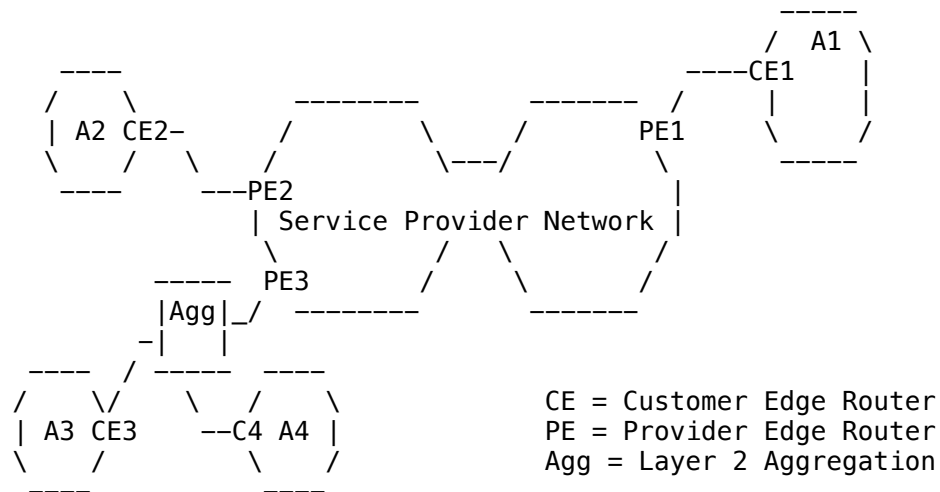 A1
CE1
A2 CE2
PE1
PE2
Service Provider Network
PE3
Agg
CE = Customer Edge Router
A3 CE3 C4 A4 PE = Provider Edge Router
Agg = Layer 2 Aggregation